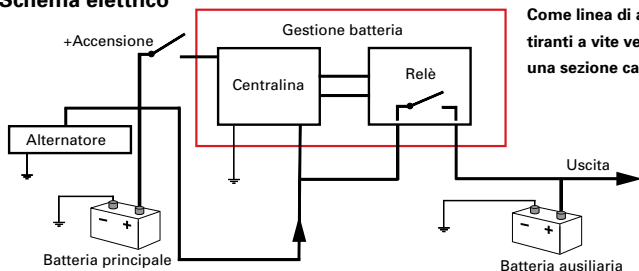 Schema elettrico
Come linea di a
tiranti a vite ve
una sezione ca
+Accensione
Gestione batteria
Centralina
Relè
Alternatore
Uscita
- +
- +
Batteria principale
Batteria ausiliaria